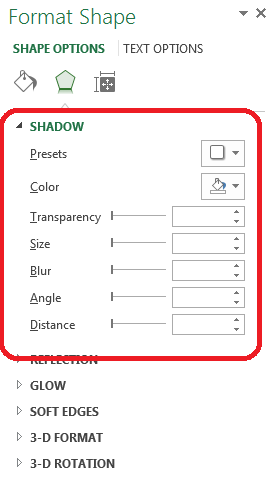 Format Shape
SHAPE OPTIONS TEXT OPTIONS
SHADOW
Presets
Color
Transparency
Size
Blur
Angle
Distance
REFLECTION
GLOW
SOFT EDGES
3-D FORMAT
3-D ROTATION